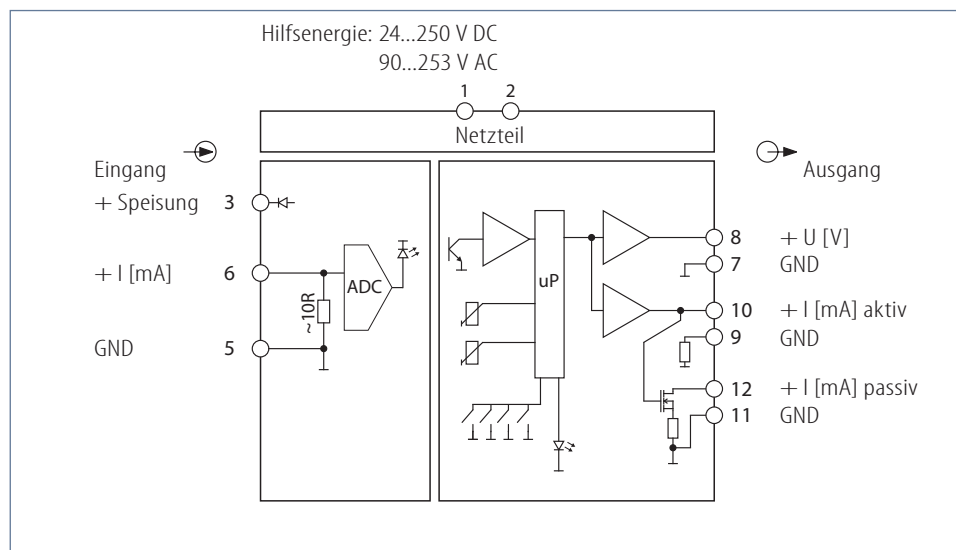 Hilfsenergie: 24...250 V DC
90...253 V AC
1 2
Netzteil
Eingang
Ausgang
+ Speisung 3
+ I [mA] 6
ADC
~10R
GND 5
uP
8 + U [V]
7 GND
10 + I [mA] aktiv
9 GND
12 + I [mA] passiv
11 GND